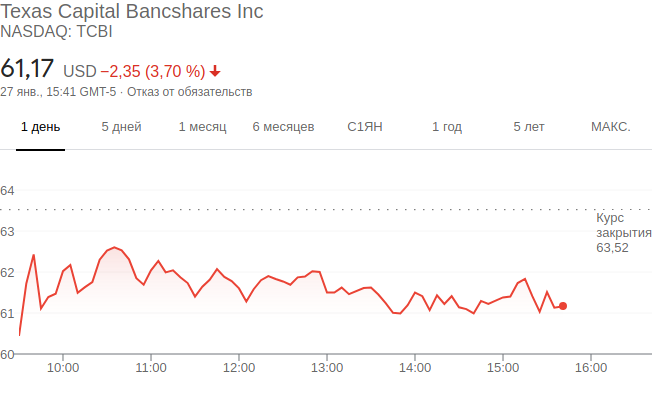 Texas Capital Bancshares Inc
NASDAQ: TCBI
61,17 USD −2,35 (3,70 %)
27 янв., 15:41 GMT-5 · Отказ от обязательств
1 день 5 дней 1 месяц 6 месяцев С1ЯН 1 год 5 лет МАКС.
64
Курс
закрытия
63,52
63
62
61
60
10:00 11:00 12:00 13:00 14:00 15:00 16:00